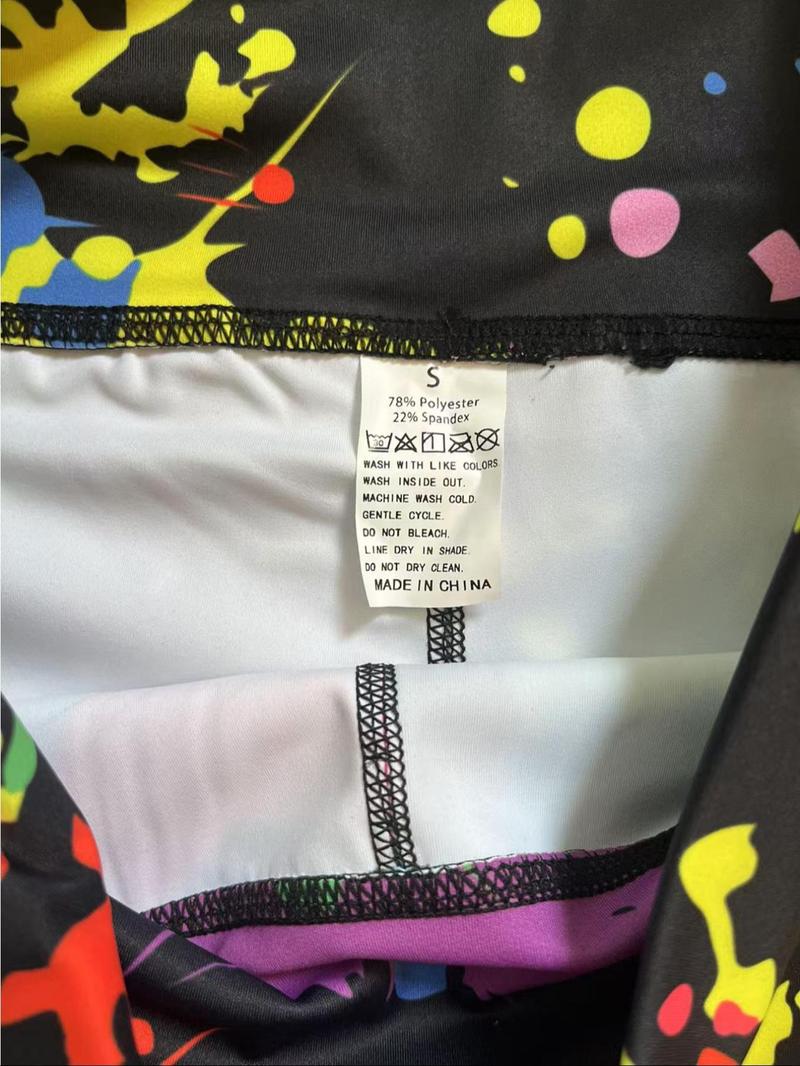 S
78% Polyester
22% Spandex
30
WASH WITH LIKE COLORS
WASH INSIDE OUT.
MACHINE WASH COLD.
GENTLE CYCLE.
DO NOT BLEACH.
LINE DRY IN SHADE.
DO NOT DRY CLEAN.
MADE IN CHINA